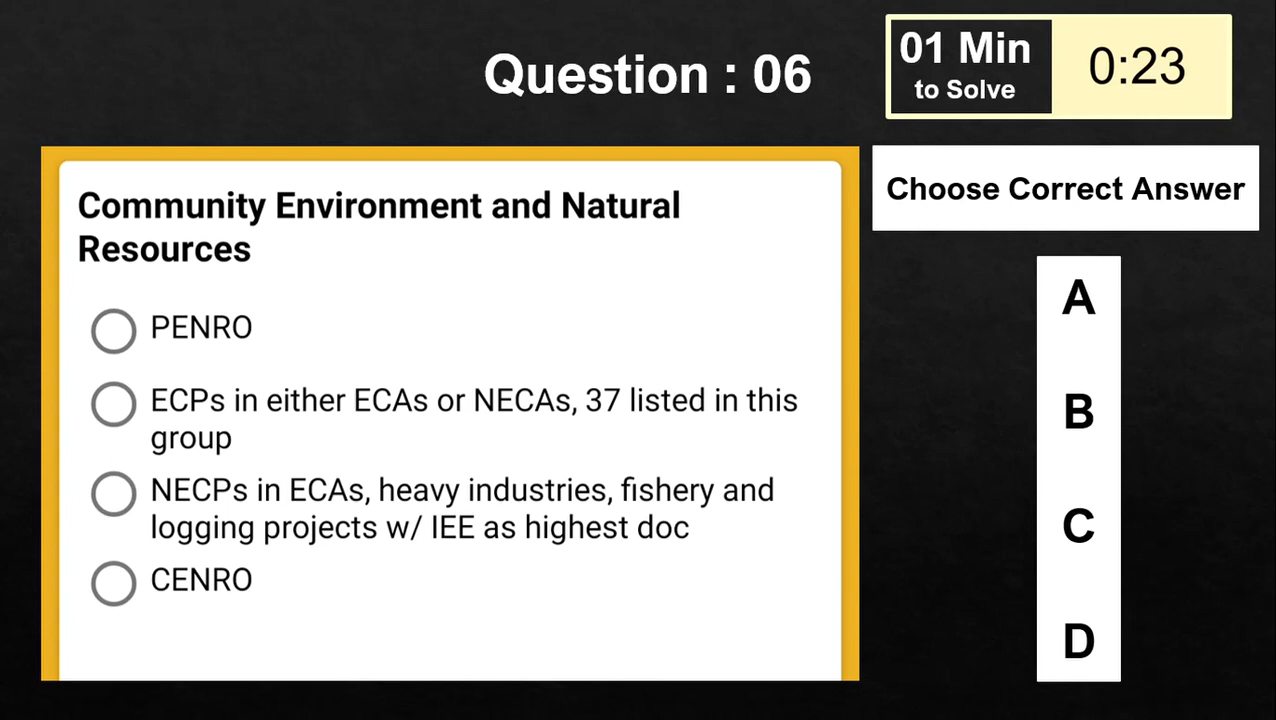 Question : 06
01 Min
to Solve
0:23
Community Environment and Natural
Resources
PENRO
ECPs in either ECAs or NECAs, 37 listed in this
group
NECPs in ECAs, heavy industries, fishery and
logging projects w/ IEE as highest doc
CENRO
Choose Correct Answer
A
B
C
D